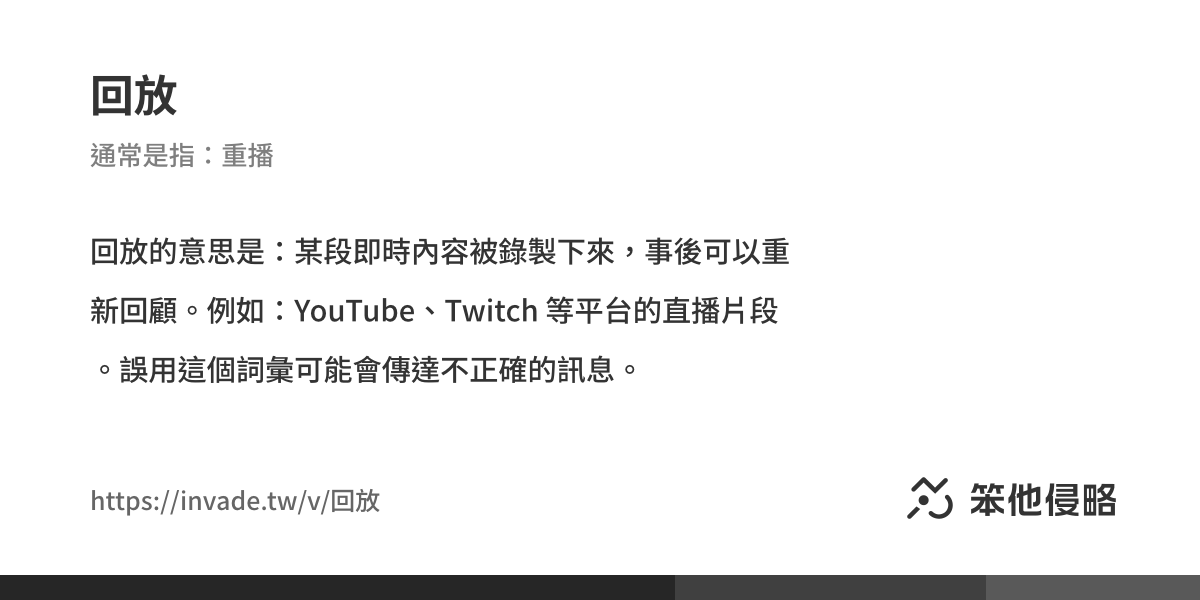 回放
通常是指：重播
回放的意思是：某段即時內容被錄製下來，事後可以重
新回顧。例如：YouTube、Twitch 等平台的直播片段
。誤用這個詞彙可能會傳達不正確的訊息。
https://invade.tw/v/回放
笨他侵略